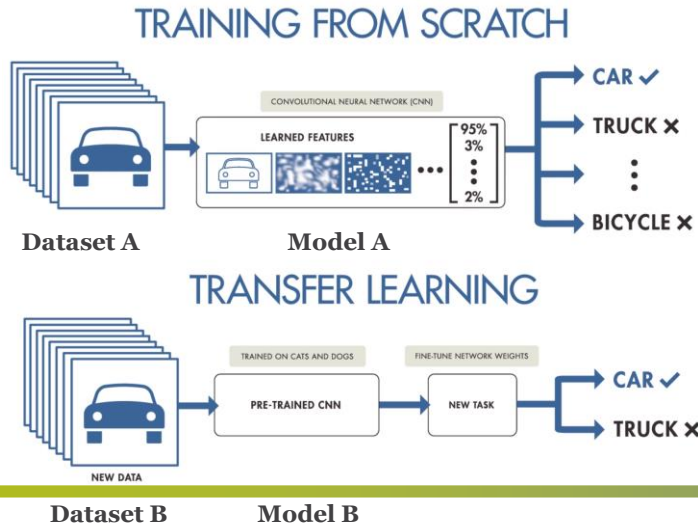 TRAINING FROM SCRATCH
CONVOLUTIONAL NEURAL NETWORK (CNN)
LEARNED FEATURES
95%
3%
2%
CAR ✓
TRUCK ×
BICYCLE ×
Dataset A
Model A
TRANSFER LEARNING
TRAINED ON CATS AND DOGS
FINE-TUNE NETWORK WEIGHTS
PRE-TRAINED CNN
NEW TASK
CAR ✓
TRUCK ×
NEW DATA
Dataset B
Model B